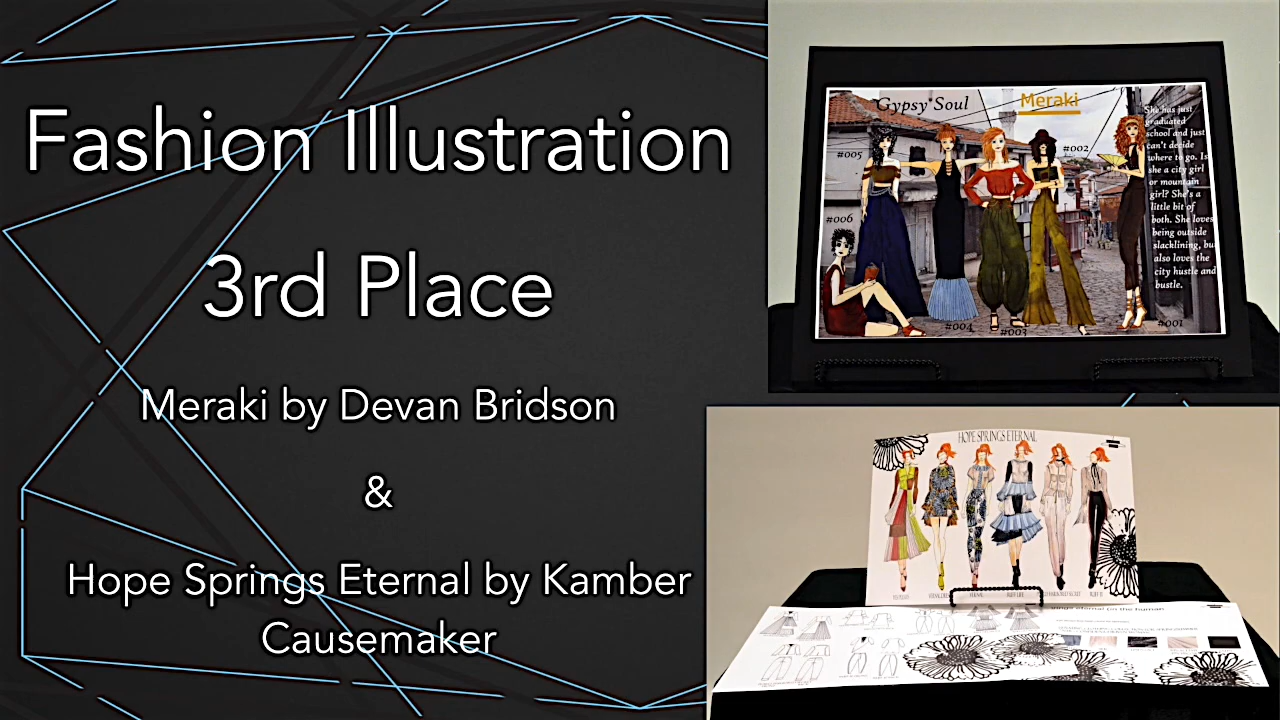 Fashion Illustration
3rd Place
Meraki by Devan Bridson
&
Hope Springs Eternal by Kamber
Causemaker
Gypsy Soul
Meraki
She has just
graduated
school and just
can't decide
where to go. Is
she a city girl
or mountain
girl? She's a
little bit of
both. She loves
being outside
slacklining, but
also loves the
city hustle and
bustle.
#005
#002
#006
#004
#003
#001
HOPE SPRINGS ETERNAL